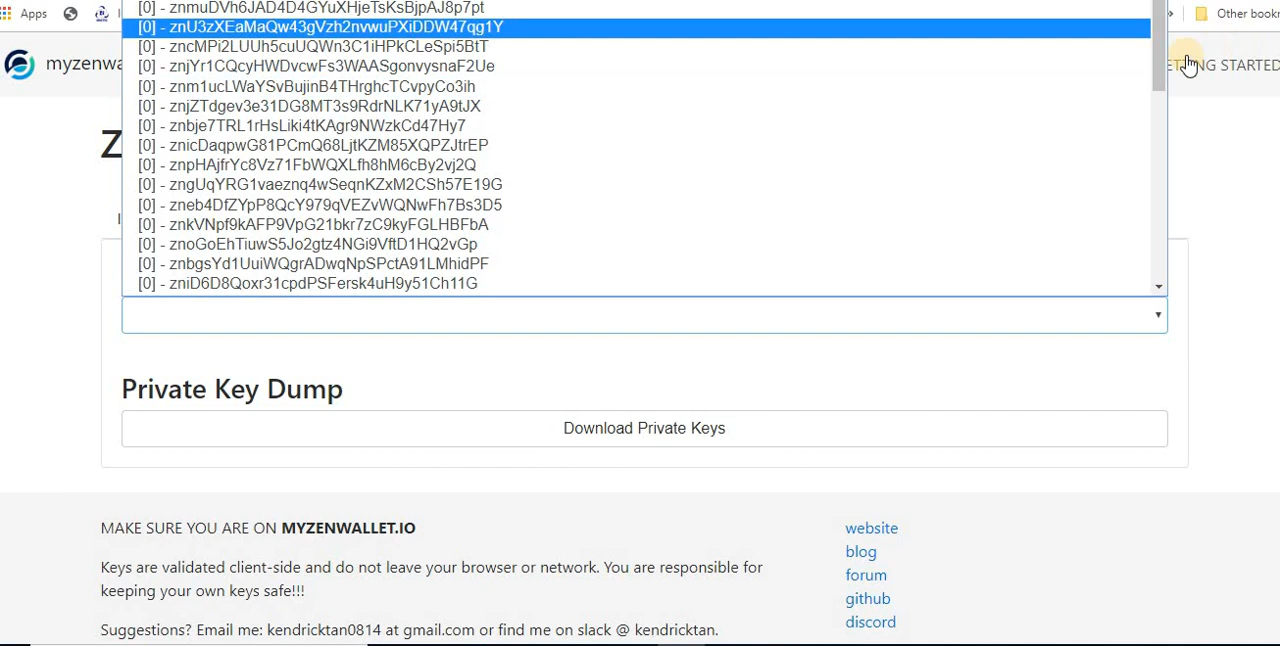 Apps
Other bookm
[0] - znmuDVh6JAD4D4GYuXHjeTsKsBjpAJ8p7pt
[0] - znU3zXEaMaQw43gVzh2nvwuPXiDDW47qg1Y
[0] - zncMPi2LUUh5cuUQWn3C1iHPkCLeSpi5BtT
[0] - znjYr1CQcyHWDvcwFs3WAASgonvysnaF2Ue
[0] - znm1ucLWaYSvBujinB4THrghcTCvpyCo3ih
[0] - znjZTdgev3e31DG8MT3s9RdrNLK71yA9tJX
[0] - znbje7TRL1rHsLiki4tKAgr9NWzkCd47Hy7
[0] - znicDaqpwG81PCmQ68LjtKZM85XQPZJtrEP
[0] - znpHAjfrYc8Vz71FbWQXLfh8hM6cBy2vj2Q
[0] - zngUqYRG1vaeznq4wSeqnKZxM2CSh57E19G
[0] - zneb4DfZYpP8QcY979qVEZvWQNwFh7Bs3D5
[0] - znkVNpf9kAFP9VpG21bkr7zC9kyFGLHBFbA
[0] - znoGoEhTiuwS5Jo2gtz4NGi9VftD1HQ2vGp
[0] - znbgsYd1UuiWQgrADwqNpSPctA91LMhidPF
[0] - zniD6D8Qoxr31cpdPSFersk4uH9y51Ch11G
myzenwa
STARTED
Z
Private Key Dump
Download Private Keys
MAKE SURE YOU ARE ON MYZENWALLET.IO
Keys are validated client-side and do not leave your browser or network. You are responsible for
keeping your own keys safe!!!
Suggestions? Email me: kendricktan0814 at gmail.com or find me on slack @ kendricktan.
website
blog
forum
github
discord